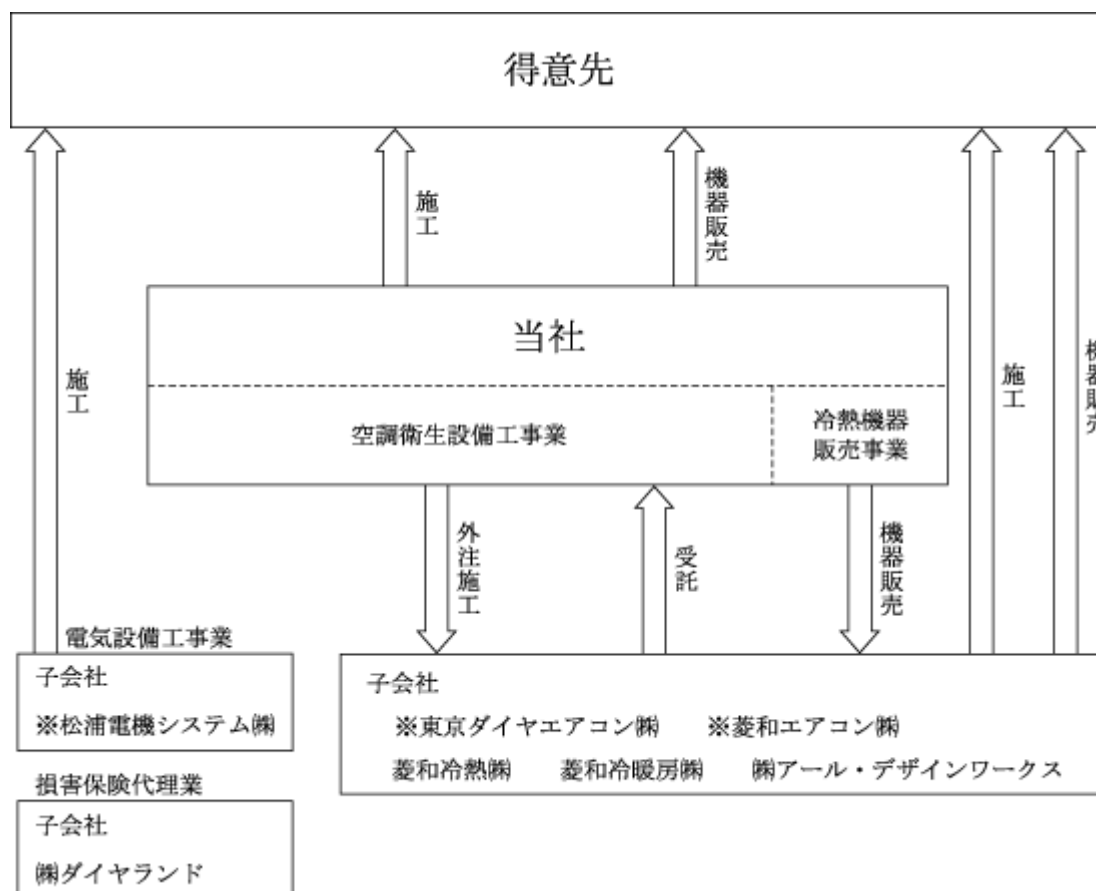 得意先
施工
機器販売
施工
施工
機器販売
当社
空調衛生設備工事業
冷熱機器
販売事業
外注施工
受託
機器販売
電気設備工事業
子会社
※松浦電機システム㈱
子会社
※東京ダイヤエアコン㈱ ※菱和エアコン㈱
菱和冷熱㈱ 菱和冷暖房㈱ ㈱アール・デザインワークス
損害保険代理業
子会社
㈱ダイヤランド